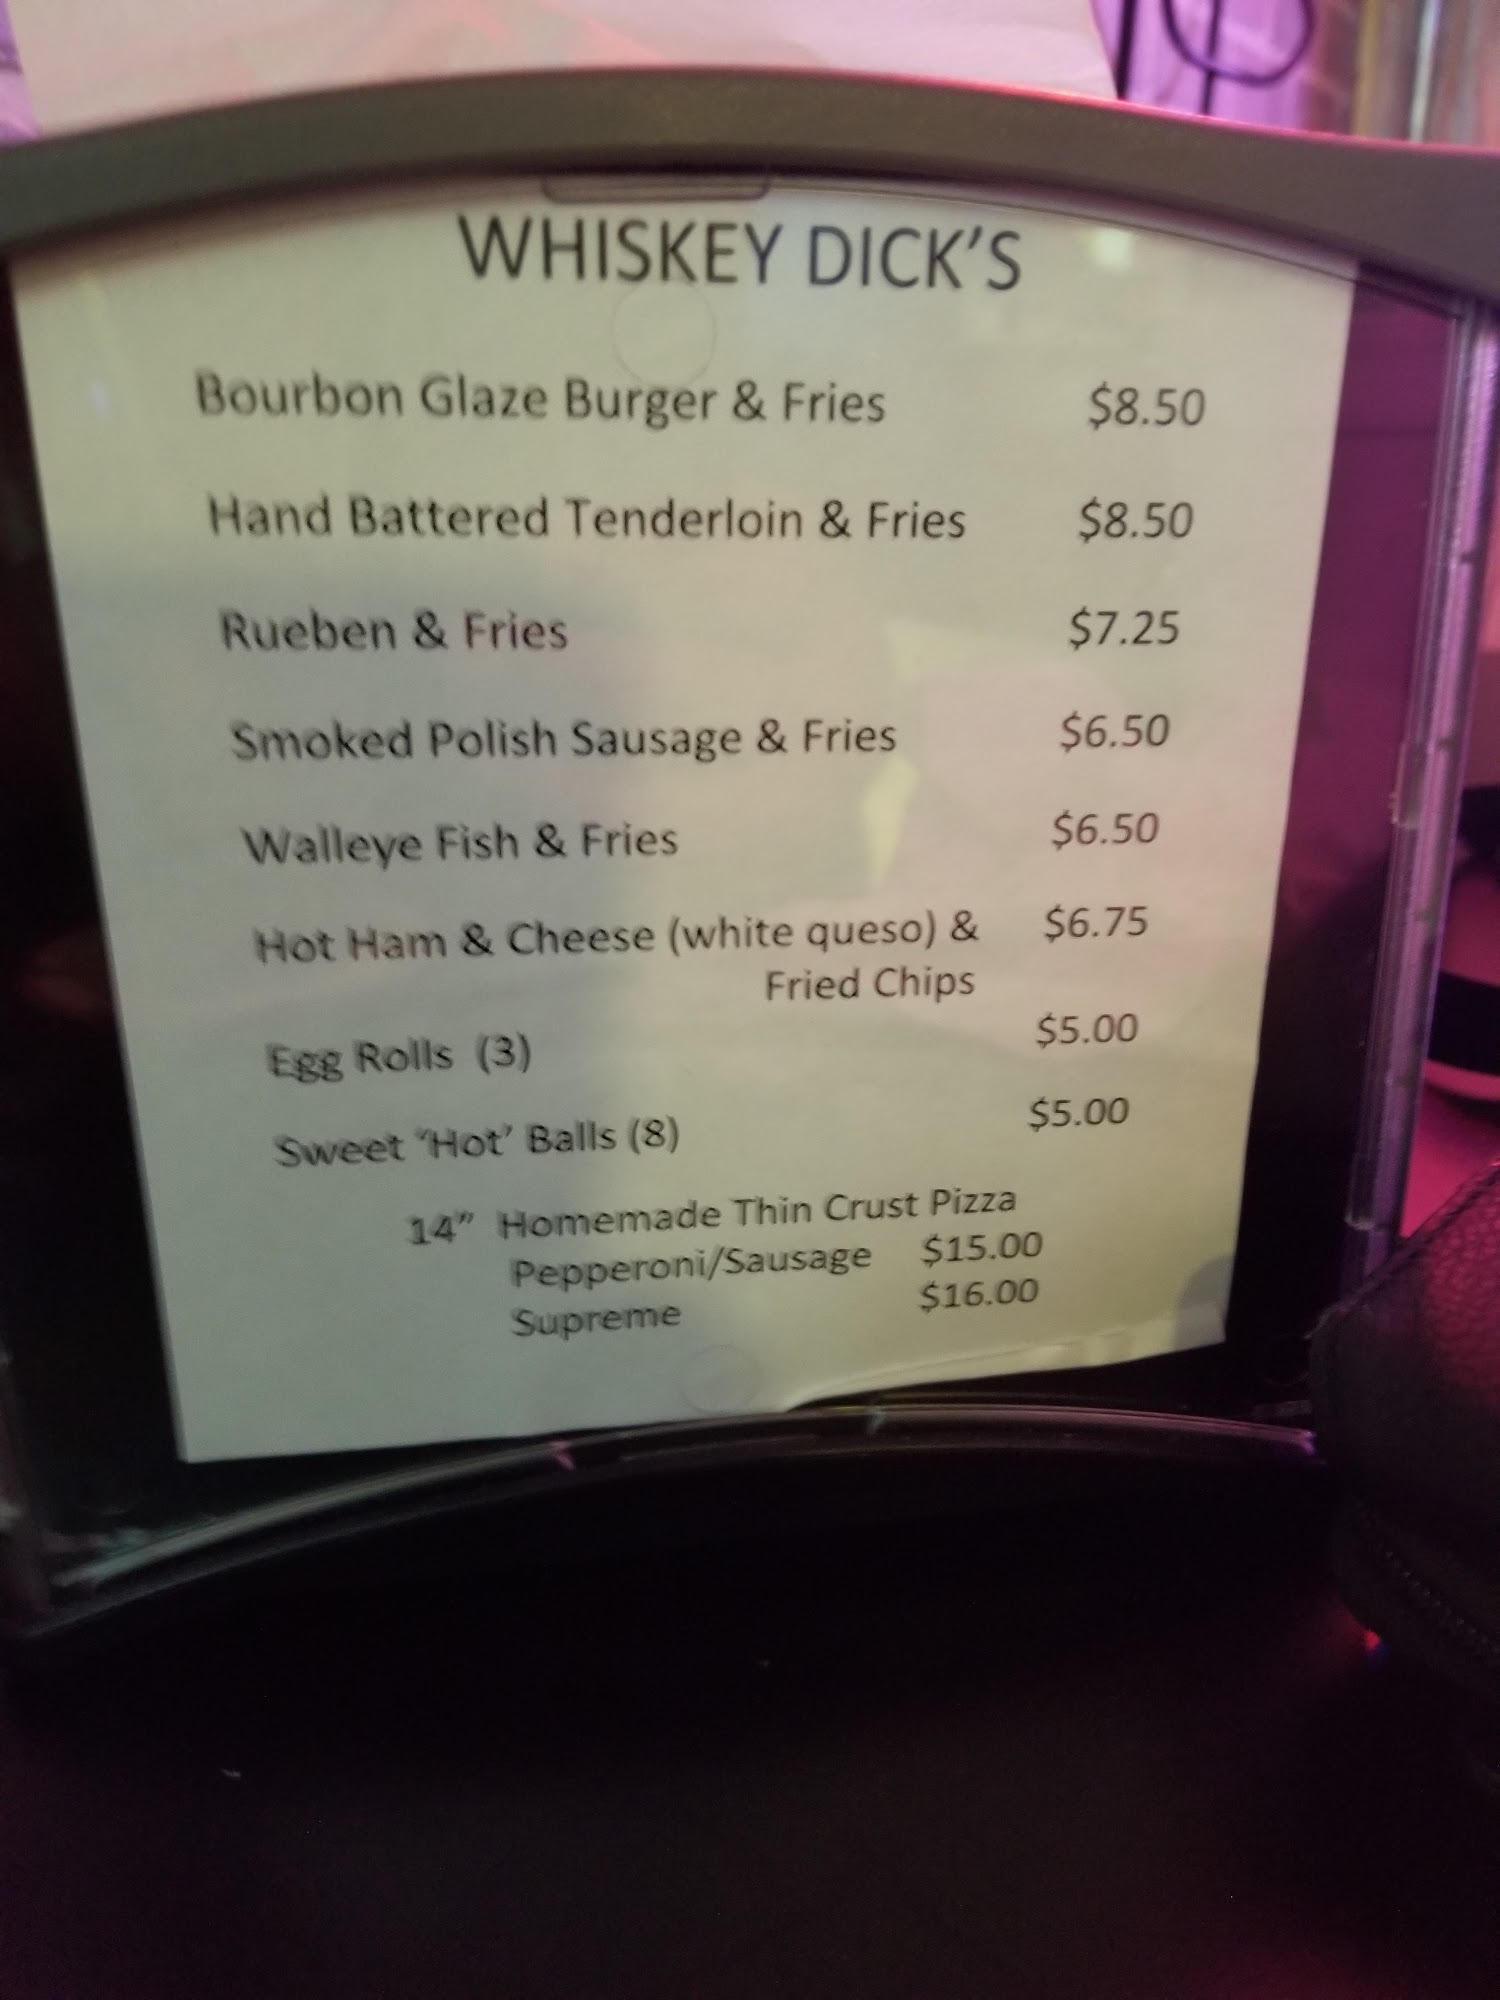 WHISKEY DICK'S
Bourbon Glaze Burger & Fries $8.50
Hand Battered Tenderloin & Fries $8.50
Rueben & Fries $7.25
Smoked Polish Sausage & Fries $6.50
Walleye Fish & Fries $6.50
Hot Ham & Cheese (white queso) & $6.75
Fried Chips
Egg Rolls (3) $5.00
Sweet 'Hot' Balls (8) $5.00
14" Homemade Thin Crust Pizza
Pepperoni/Sausage $15.00
Supreme $16.00